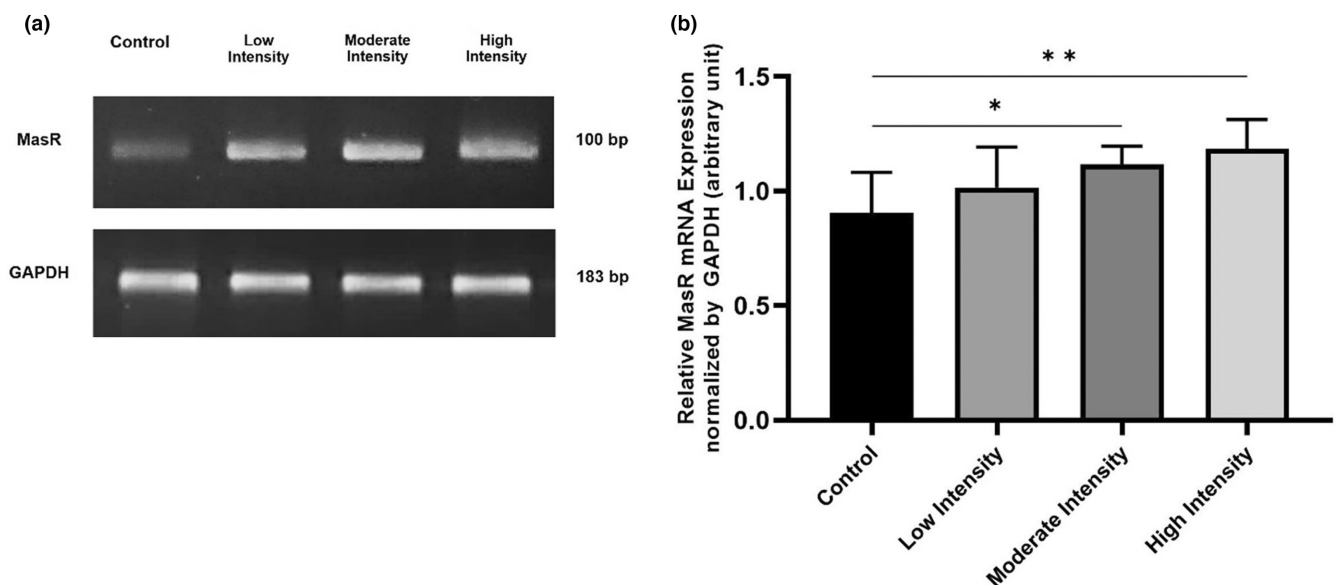 (a)
Control
Low
Intensity
Moderate
Intensity
High
Intensity
MasR
100 bp
GAPDH
183 bp
(b)
Relative MasR mRNA Expression
normalized by GAPDH (arbitrary unit)
1.5
1.0
0.5
0.0
* *
*
Control
Low Intensity
Moderate Intensity
High Intensity